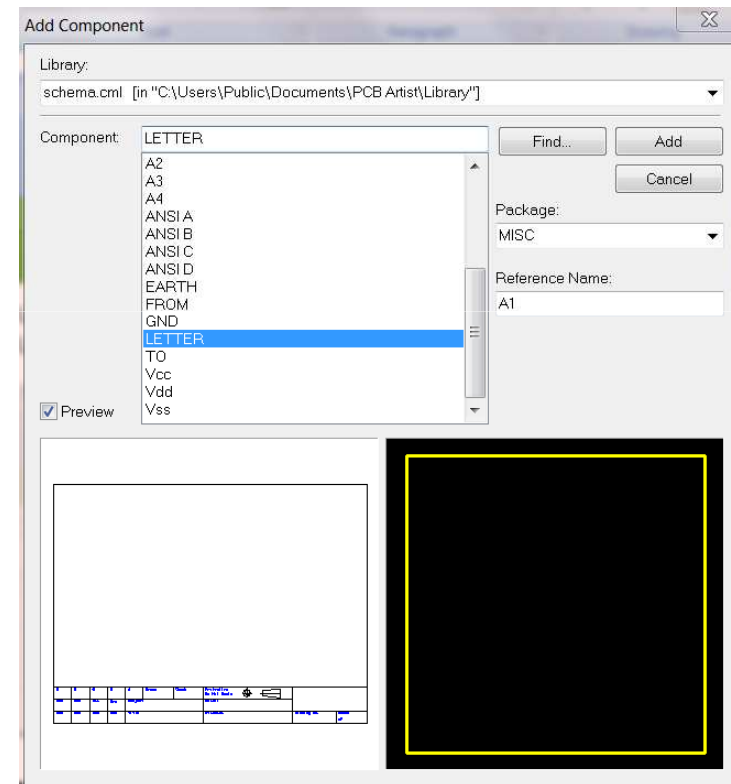 Add Component
Library:
schema.cml [in "C:\Users\Public\Documents\PCB Artist\Library"]
Component: LETTER Find... Add
Cancel
A2
A3
A4
ANSI A
ANSI B
ANSI C
ANSI D
EARTH
FROM
GND
LETTER
TO
Vcc
Vdd
Vss
Package:
MISC
Reference Name:
A1
Preview